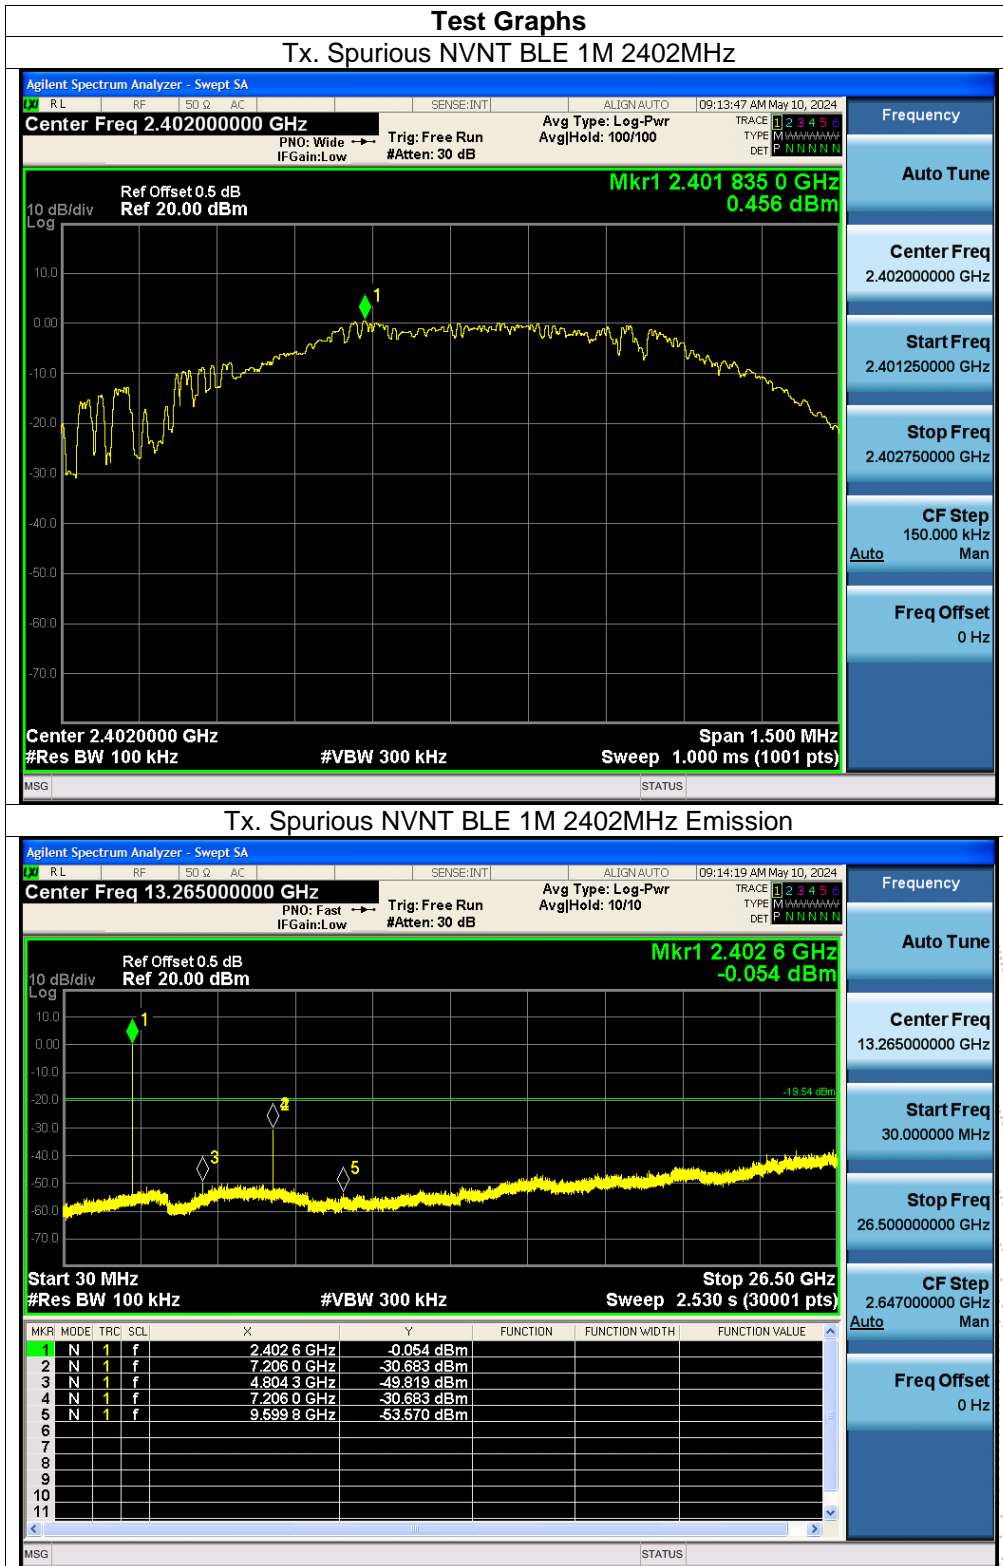 Test Graphs
Tx. Spurious NVNT BLE 1M 2402MHz
Agilent Spectrum Analyzer - Swept SA
LXI RL RF 50 Ω AC SENSE:INT ALIGN AUTO 09:13:47 AM May 10, 2024
Center Freq 2.402000000 GHz
PNO: Wide
IFGain:Low
Trig: Free Run
#Atten: 30 dB
Avg Type: Log-Pwr
Avg|Hold: 100/100
TRACE 1 2 3 4 5 6
TYPE M W W W W W
DET P N N N N N
Ref Offset 0.5 dB
Ref 20.00 dBm
10 dB/div
Log
Mkr1 2.401 835 0 GHz
0.456 dBm
10.0
0.00
-10.0
-20.0
-30.0
-40.0
-50.0
-60.0
-70.0
1
Center 2.4020000 GHz
Span 1.500 MHz
#Res BW 100 kHz
#VBW 300 kHz
Sweep 1.000 ms (1001 pts)
MSG
STATUS
Frequency
Auto Tune
Center Freq
2.402000000 GHz
Start Freq
2.401250000 GHz
Stop Freq
2.402750000 GHz
CF Step
150.000 kHz
Auto Man
Freq Offset
0 Hz
Tx. Spurious NVNT BLE 1M 2402MHz Emission
Agilent Spectrum Analyzer - Swept SA
LXI RL RF 50 Ω AC SENSE:INT ALIGN AUTO 09:14:19 AM May 10, 2024
Center Freq 13.265000000 GHz
PNO: Fast
IFGain:Low
Trig: Free Run
#Atten: 30 dB
Avg Type: Log-Pwr
Avg|Hold: 10/10
TRACE 1 2 3 4 5 6
TYPE M W W W W W
DET P N N N N N
Ref Offset 0.5 dB
Ref 20.00 dBm
10 dB/div
Log
Mkr1 2.402 6 GHz
-0.054 dBm
10.0
0.00
-10.0
-20.0
-30.0
-40.0
-50.0
-60.0
-70.0
1
3
5
-19.54 dBm
Start 30 MHz
Stop 26.50 GHz
#Res BW 100 kHz
#VBW 300 kHz
Sweep 2.530 s (30001 pts)
MKR MODE TRC SCL X Y FUNCTION FUNCTION WIDTH FUNCTION VALUE
1 N 1 f 2.402 6 GHz -0.054 dBm
2 N 1 f 7.206 0 GHz -30.683 dBm
3 N 1 f 4.804 3 GHz -49.819 dBm
4 N 1 f 7.206 0 GHz -30.683 dBm
5 N 1 f 9.599 8 GHz -53.570 dBm
6
7
8
9
10
11
MSG
STATUS
Frequency
Auto Tune
Center Freq
13.265000000 GHz
Start Freq
30.000000 MHz
Stop Freq
26.500000000 GHz
CF Step
2.647000000 GHz
Auto Man
Freq Offset
0 Hz